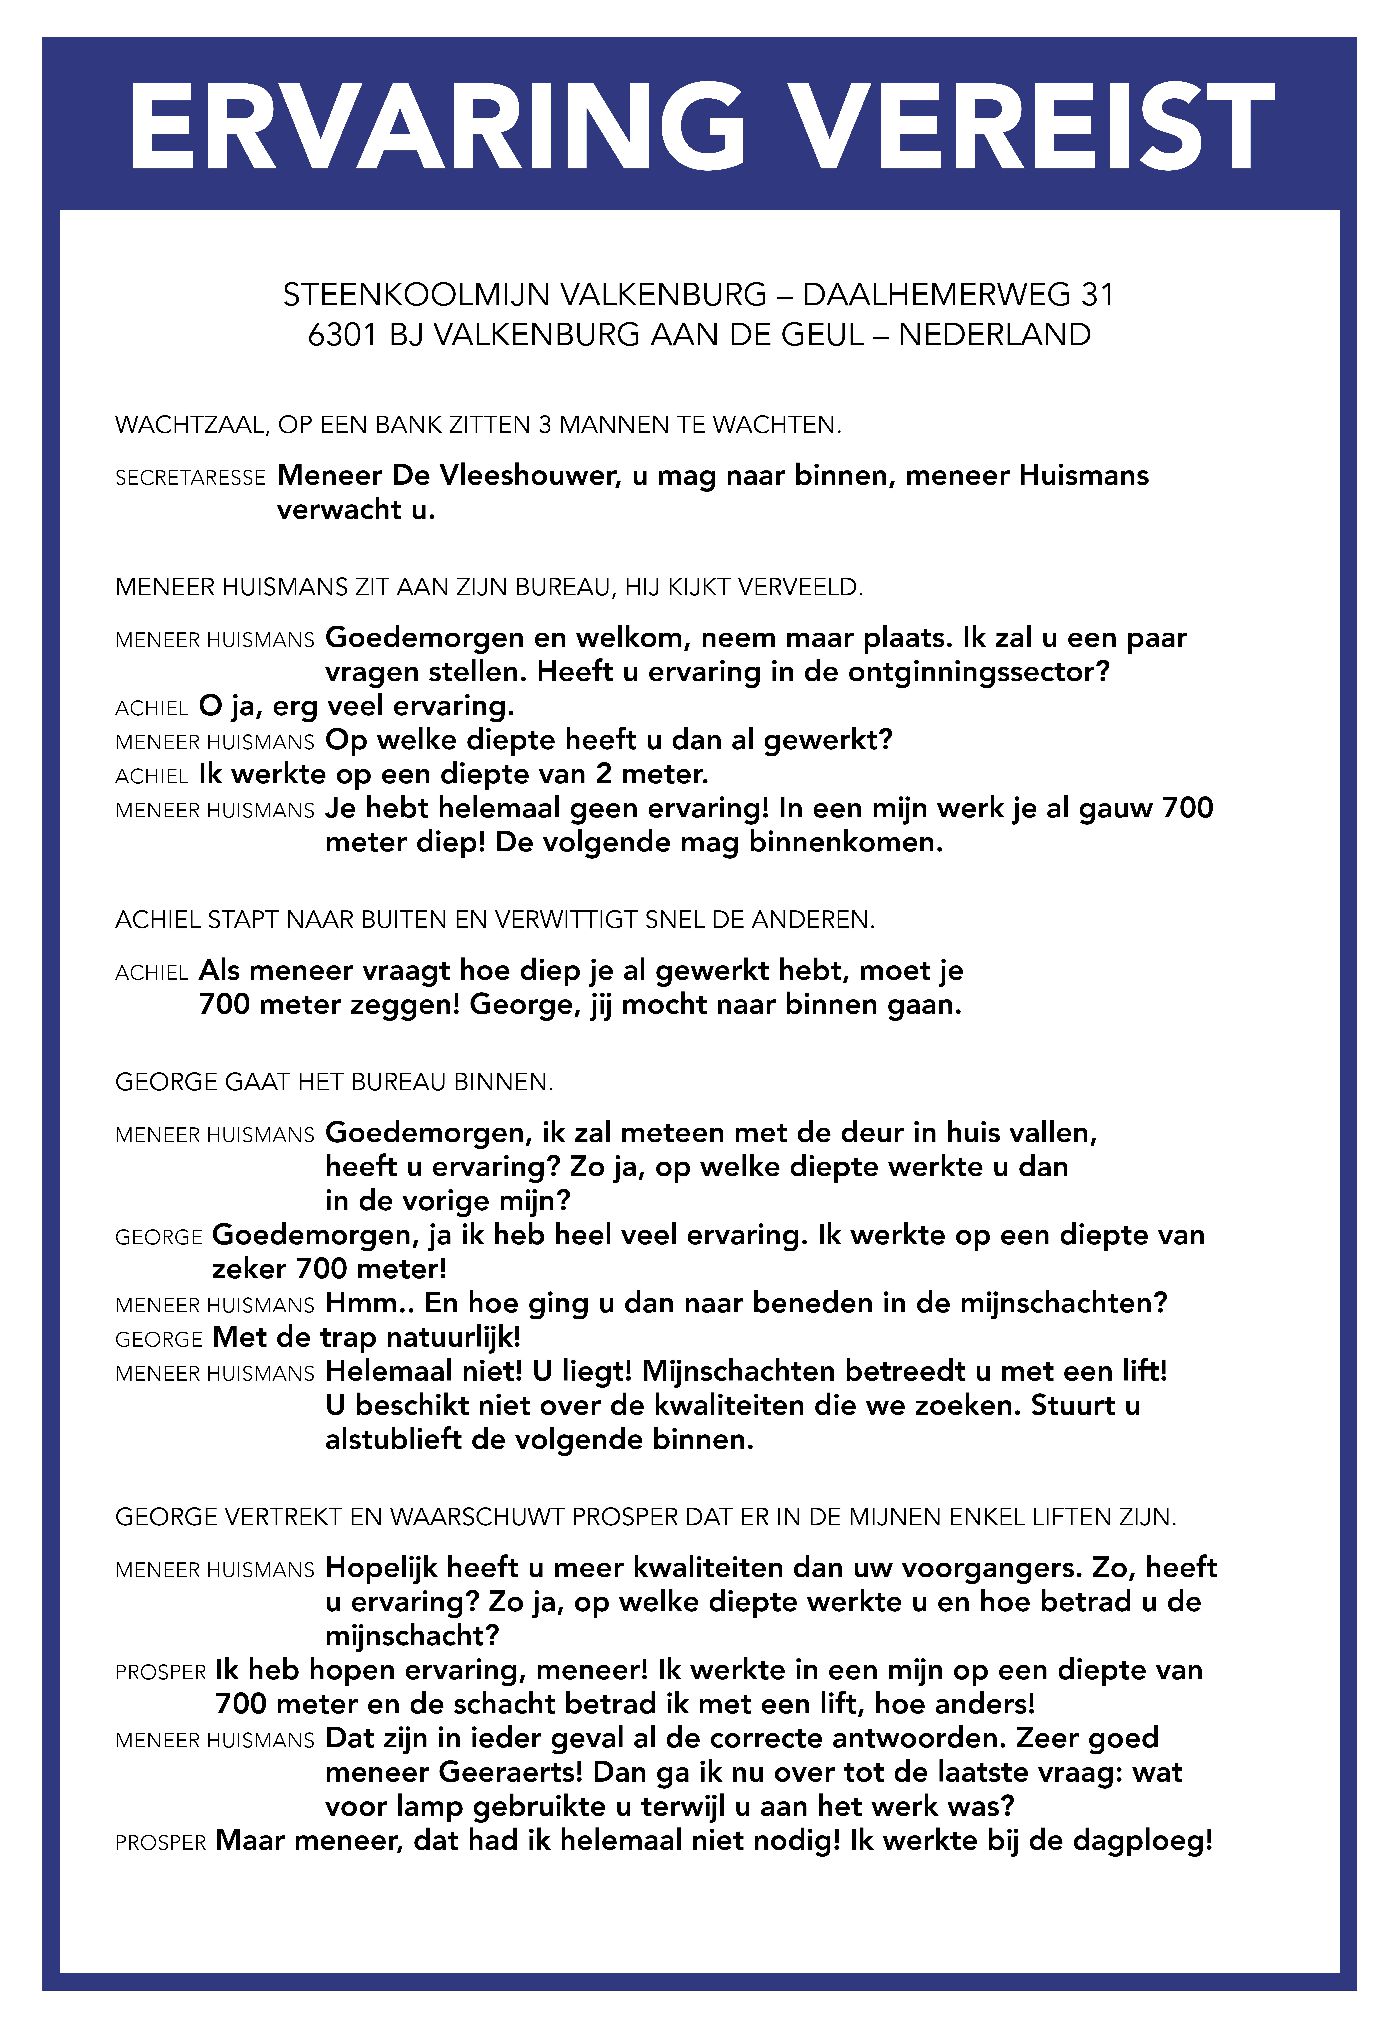 ERVARING VEREIST
STEENKOOLMIJN VALKENBURG – DAALHEMERWEG 31
6301 BJ VALKENBURG AAN DE GEUL – NEDERLAND
WACHTZAAL, OP EEN BANK ZITTEN 3 MANNEN TE WACHTEN.
SECRETARESSE Meneer De Vleeshouwer, u mag naar binnen, meneer Huismans
verwacht u.
MENEER HUISMANS ZIT AAN ZIJN BUREAU, HIJ KIJKT VERVEELD.
MENEER HUISMANS Goedemorgen en welkom, neem maar plaats. Ik zal u een paar
vragen stellen. Heeft u ervaring in de ontginningssector?
ACHIEL O ja, erg veel ervaring.
MENEER HUISMANS Op welke diepte heeft u dan al gewerkt?
ACHIEL Ik werkte op een diepte van 2 meter.
MENEER HUISMANS Je hebt helemaal geen ervaring! In een mijn werk je al gauw 700
meter diep! De volgende mag binnenkomen.
ACHIEL STAPT NAAR BUITEN EN VERWITTIGT SNEL DE ANDEREN.
ACHIEL Als meneer vraagt hoe diep je al gewerkt hebt, moet je
700 meter zeggen! George, jij mocht naar binnen gaan.
GEORGE GAAT HET BUREAU BINNEN.
MENEER HUISMANS Goedemorgen, ik zal meteen met de deur in huis vallen,
heeft u ervaring? Zo ja, op welke diepte werkte u dan
in de vorige mijn?
GEORGE Goedemorgen, ja ik heb heel veel ervaring. Ik werkte op een diepte van
zeker 700 meter!
MENEER HUISMANS Hmm.. En hoe ging u dan naar beneden in de mijnschachten?
GEORGE Met de trap natuurlijk!
MENEER HUISMANS Helemaal niet! U liegt! Mijnschachten betreedt u met een lift!
U beschikt niet over de kwaliteiten die we zoeken. Stuurt u
alstublieft de volgende binnen.
GEORGE VERTREKT EN WAARSCHUWT PROSPER DAT ER IN DE MIJNEN ENKEL LIFTEN ZIJN.
MENEER HUISMANS Hopelijk heeft u meer kwaliteiten dan uw voorgangers. Zo, heeft
u ervaring? Zo ja, op welke diepte werkte u en hoe betrad u de
mijnschacht?
PROSPER Ik heb hopen ervaring, meneer! Ik werkte in een mijn op een diepte van
700 meter en de schacht betrad ik met een lift, hoe anders!
MENEER HUISMANS Dat zijn in ieder geval al de correcte antwoorden. Zeer goed
meneer Geeraerts! Dan ga ik nu over tot de laatste vraag: wat
voor lamp gebruikte u terwijl u aan het werk was?
PROSPER Maar meneer, dat had ik helemaal niet nodig! Ik werkte bij de dagploeg!